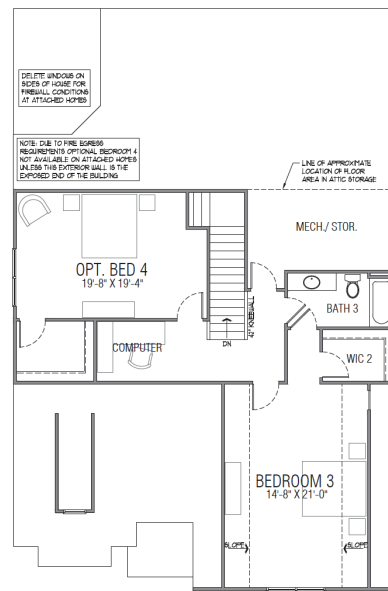 DELETE WINDOWS ON
SIDES OF HOUSE FOR
FIREWALL CONDITIONS
AT ATTACHED HOMES
NOTE: DUE TO FIRE EGRESS
REQUIREMENTS OPTIONAL BEDROOM 4
NOT AVAILABLE ON ATTACHED HOMES
UNLESS THIS EXTERIOR WALL IS THE
EXPOSED END OF THE BUILDING
LINE OF APPROXIMATE
LOCATION OF FLOOR
AREA IN ATTIC STORAGE
MECH./ STOR.
OPT. BED 4
19'-8" X 19'-4"
BATH 3
42" KNEEWALL
DN
COMPUTER
WIC 2
BEDROOM 3
14'-8" X 21'-0"
SLOPE
SLOPE